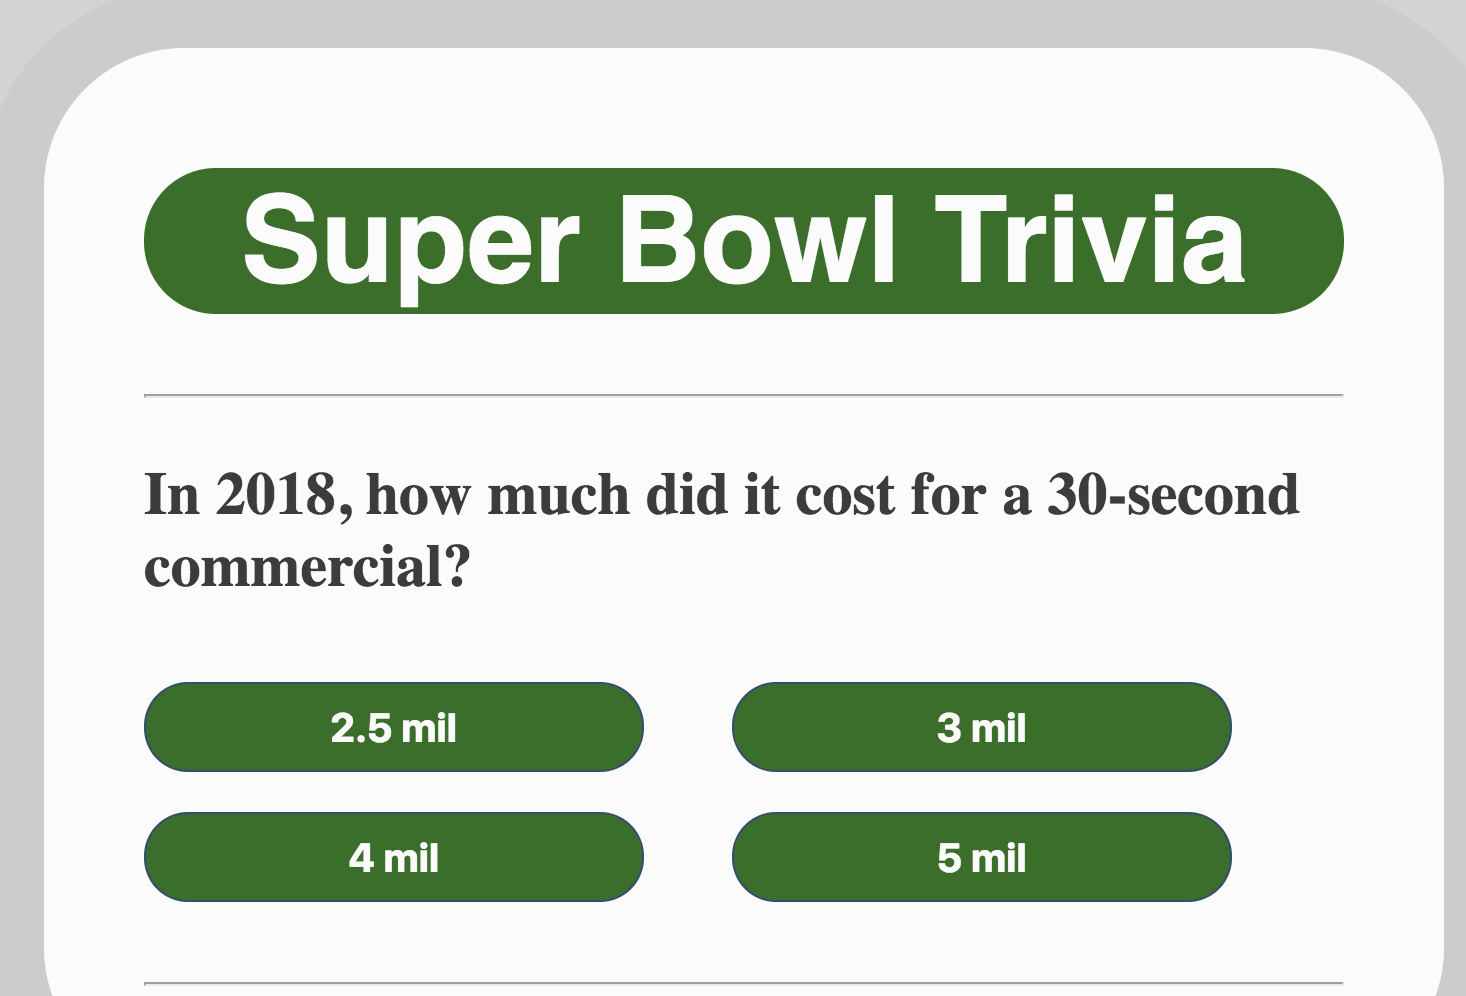 Super Bowl Trivia
In 2018, how much did it cost for a 30-second
commercial?
2.5 mil
3 mil
4 mil
5 mil